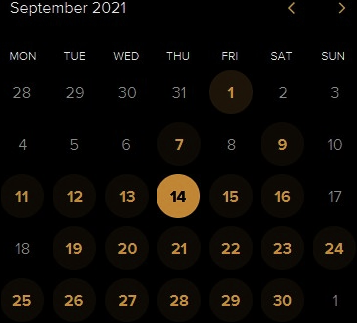 September 2021 < >
MON TUE WED THU FRI SAT SUN
28 29 30 31 1 2 3
4 5 6 7 8 9 10
11 12 13 14 15 16 17
18 19 20 21 22 23 24
25 26 27 28 29 30 1